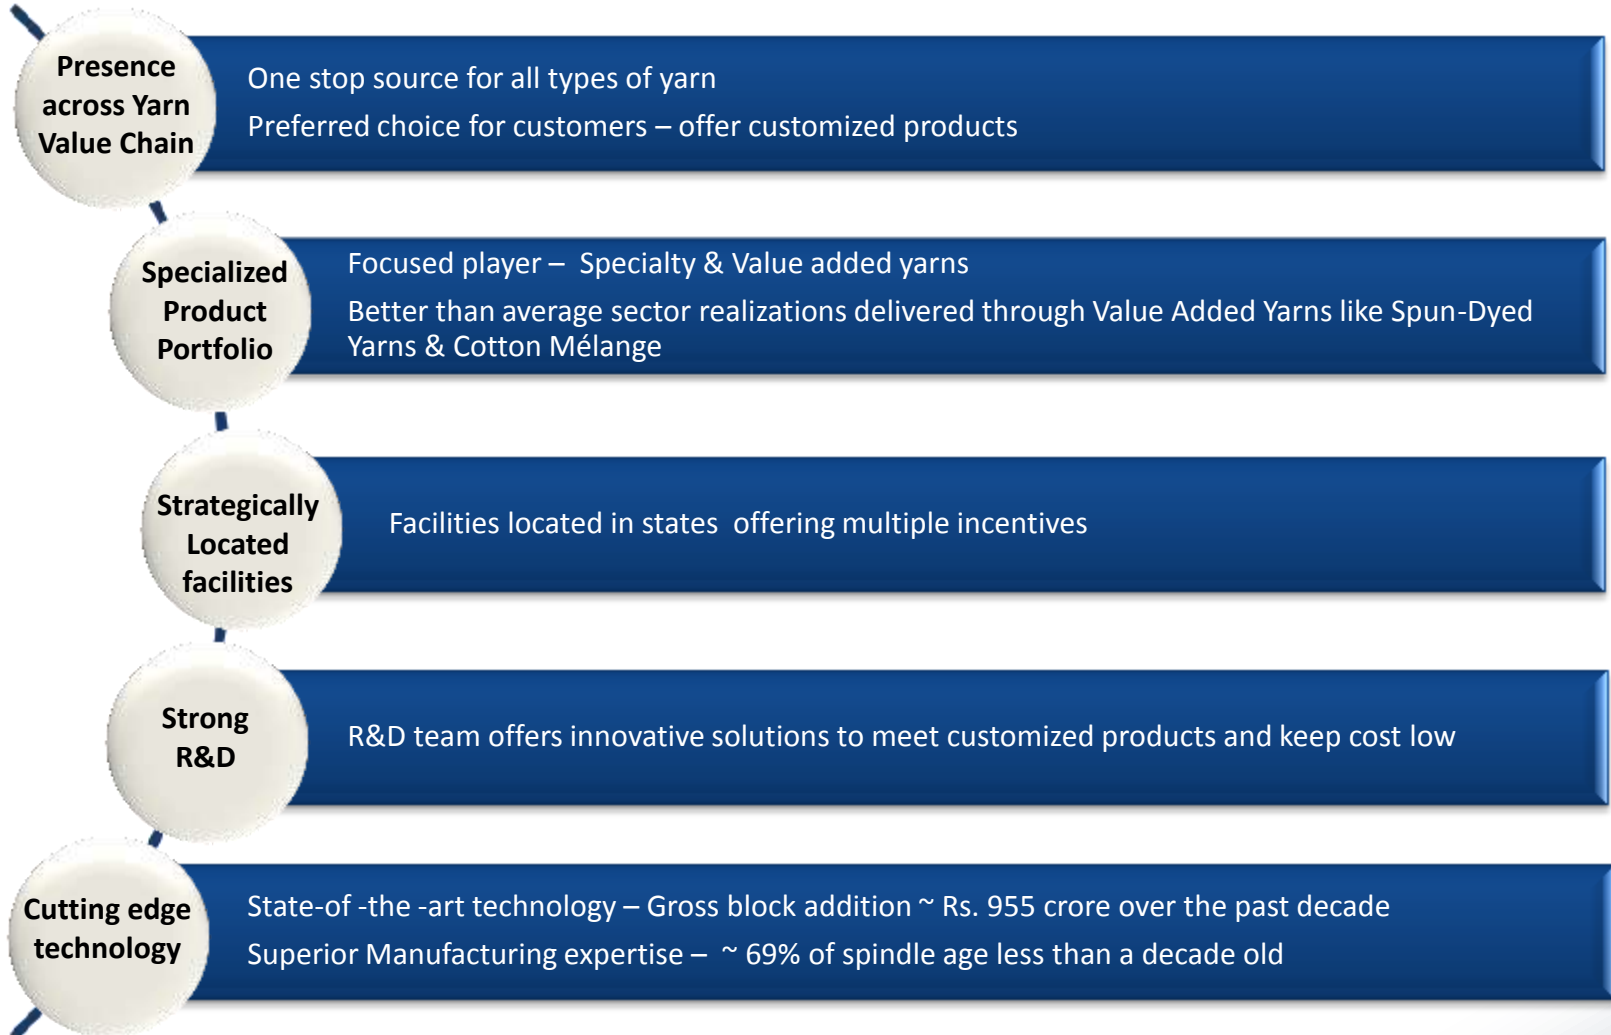 Presence
across Yarn
Value Chain
One stop source for all types of yarn
Preferred choice for customers – offer customized products
Specialized
Product
Portfolio
Focused player –  Specialty & Value added yarns
Better than average sector realizations delivered through Value Added Yarns like Spun-Dyed
Yarns & Cotton Mélange
Strategically
Located
facilities
Facilities located in states  offering multiple incentives
Strong
R&D
R&D team offers innovative solutions to meet customized products and keep cost low
Cutting edge
technology
State-of -the -art technology – Gross block addition ~ Rs. 955 crore over the past decade
Superior Manufacturing expertise –  ~ 69% of spindle age less than a decade old